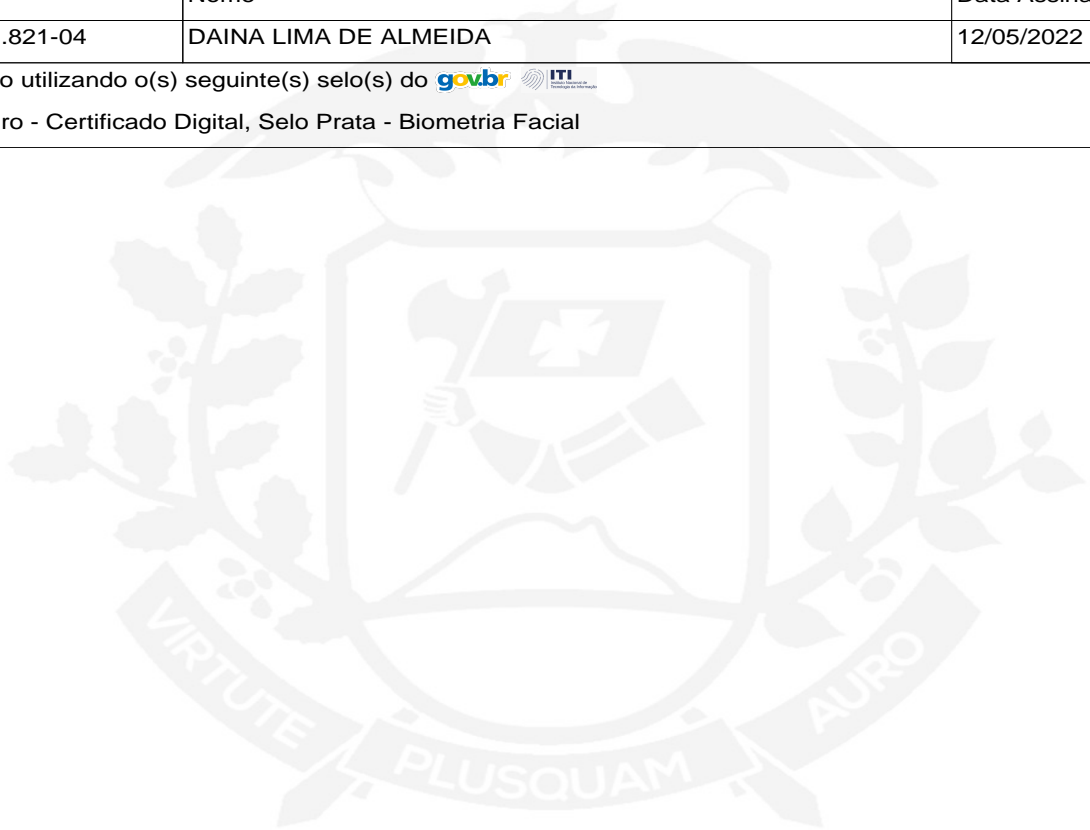 Nome Data Assina
.821-04 DAINA LIMA DE ALMEIDA 12/05/2022
o utilizando o(s) seguinte(s) selo(s) do gov.br ITI
ro - Certificado Digital, Selo Prata - Biometria Facial
VIRTUTE PLUSQUAM AURO